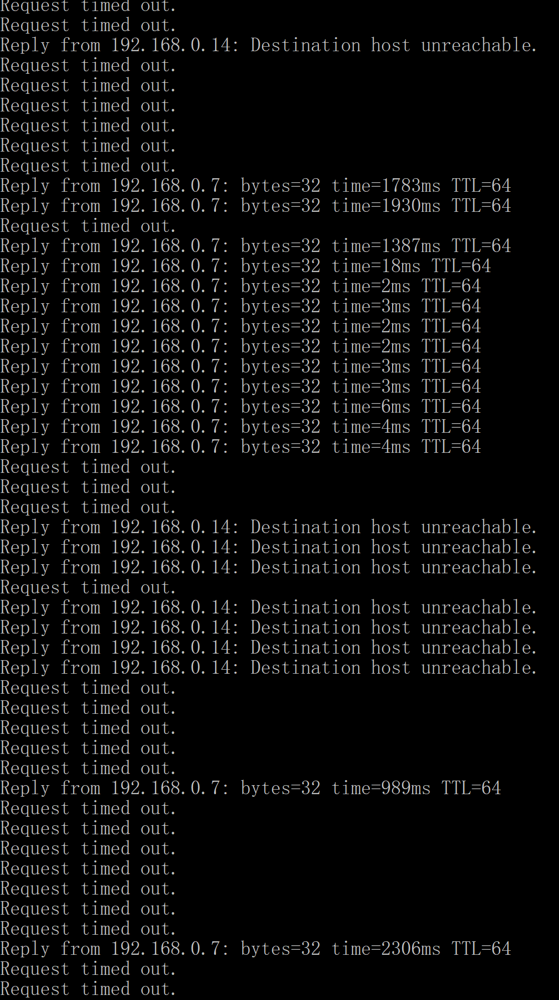 Request timed out.
Request timed out.
Reply from 192.168.0.14: Destination host unreachable.
Request timed out.
Request timed out.
Request timed out.
Request timed out.
Request timed out.
Request timed out.
Reply from 192.168.0.7: bytes=32 time=1783ms TTL=64
Reply from 192.168.0.7: bytes=32 time=1930ms TTL=64
Request timed out.
Reply from 192.168.0.7: bytes=32 time=1387ms TTL=64
Reply from 192.168.0.7: bytes=32 time=18ms TTL=64
Reply from 192.168.0.7: bytes=32 time=2ms TTL=64
Reply from 192.168.0.7: bytes=32 time=3ms TTL=64
Reply from 192.168.0.7: bytes=32 time=2ms TTL=64
Reply from 192.168.0.7: bytes=32 time=2ms TTL=64
Reply from 192.168.0.7: bytes=32 time=3ms TTL=64
Reply from 192.168.0.7: bytes=32 time=3ms TTL=64
Reply from 192.168.0.7: bytes=32 time=6ms TTL=64
Reply from 192.168.0.7: bytes=32 time=4ms TTL=64
Reply from 192.168.0.7: bytes=32 time=4ms TTL=64
Request timed out.
Request timed out.
Request timed out.
Reply from 192.168.0.14: Destination host unreachable.
Reply from 192.168.0.14: Destination host unreachable.
Reply from 192.168.0.14: Destination host unreachable.
Request timed out.
Reply from 192.168.0.14: Destination host unreachable.
Reply from 192.168.0.14: Destination host unreachable.
Reply from 192.168.0.14: Destination host unreachable.
Reply from 192.168.0.14: Destination host unreachable.
Request timed out.
Request timed out.
Request timed out.
Request timed out.
Request timed out.
Reply from 192.168.0.7: bytes=32 time=989ms TTL=64
Request timed out.
Request timed out.
Request timed out.
Request timed out.
Request timed out.
Request timed out.
Request timed out.
Reply from 192.168.0.7: bytes=32 time=2306ms TTL=64
Request timed out.
Request timed out.